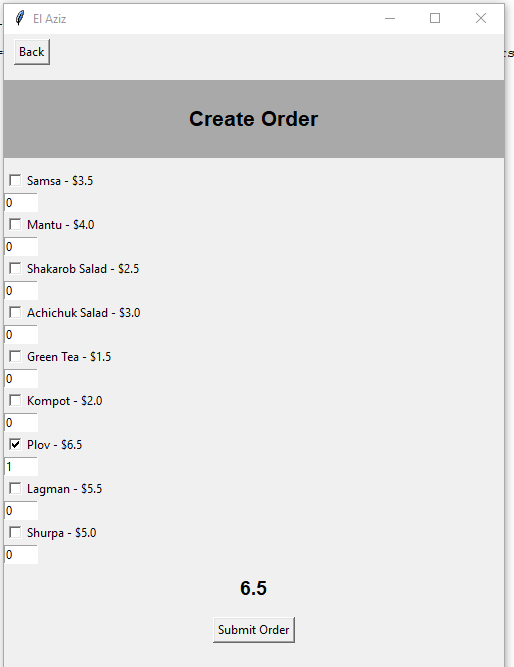 El Aziz
Back
Create Order
Samsa - $3.5
0
Mantu - $4.0
0
Shakarob Salad - $2.5
0
Achichuk Salad - $3.0
0
Green Tea - $1.5
0
Kompot - $2.0
0
Plov - $6.5
1
Lagman - $5.5
0
Shurpa - $5.0
0
6.5
Submit Order